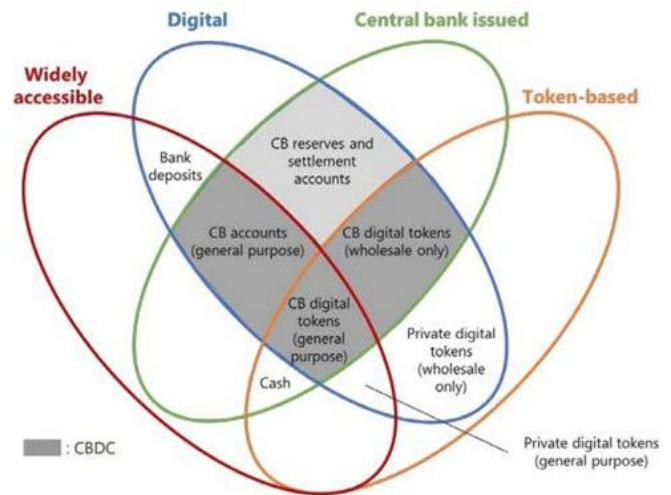 Digital
Central bank issued
Widely
accessible
Token-based
CB reserves and
settlement
accounts
Bank
deposits
CB accounts
(general purpose)
CB digital tokens
(wholesale only)
CB digital
tokens
(general
purpose)
Private digital
tokens
(wholesale
only)
Cash
Private digital tokens
(general purpose)
: CBDC